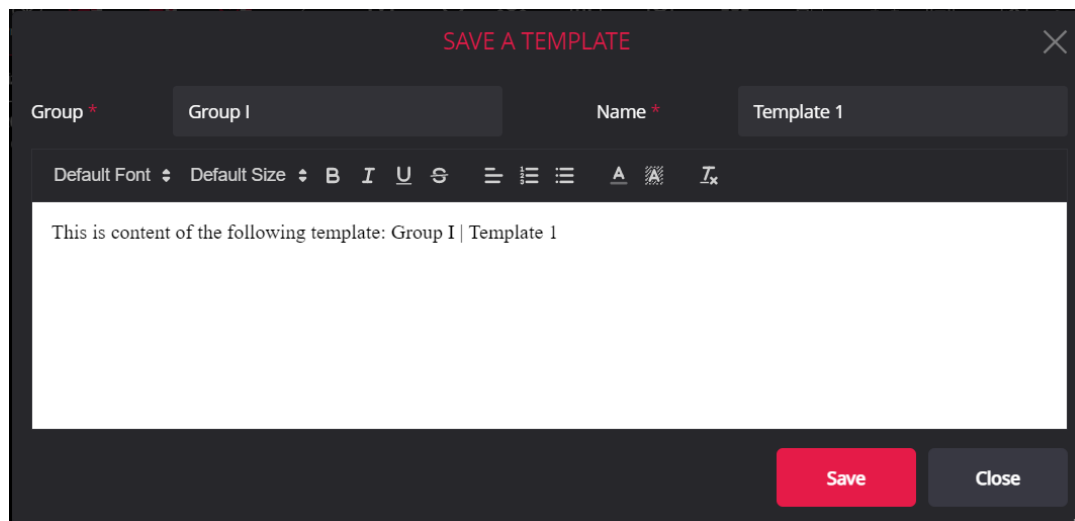 SAVE A TEMPLATE
Group * Group I Name * Template 1
Default Font Default Size B I U S A A Tx
This is content of the following template: Group I | Template 1
Save Close